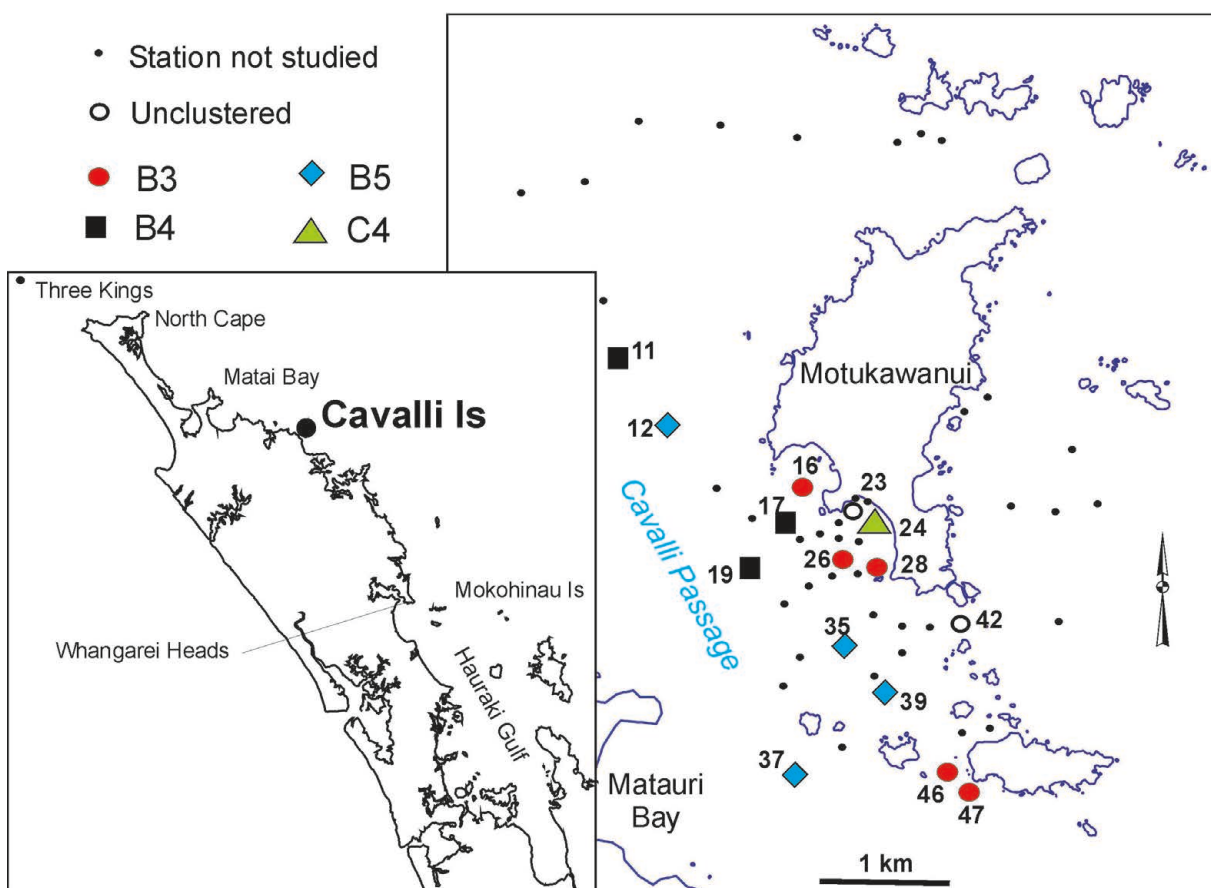 Station not studied
Unclustered
B3
B5
B4
C4
Three Kings
North Cape
Matai Bay
Cavalli Is
Mokohinau Is
Whangarei Heads
Hauraki Gulf
Motukawanui
11
12
16
23
17
24
26
28
19
Cavalli Passage
42
35
39
37
Matauri
Bay
46
47
1 km